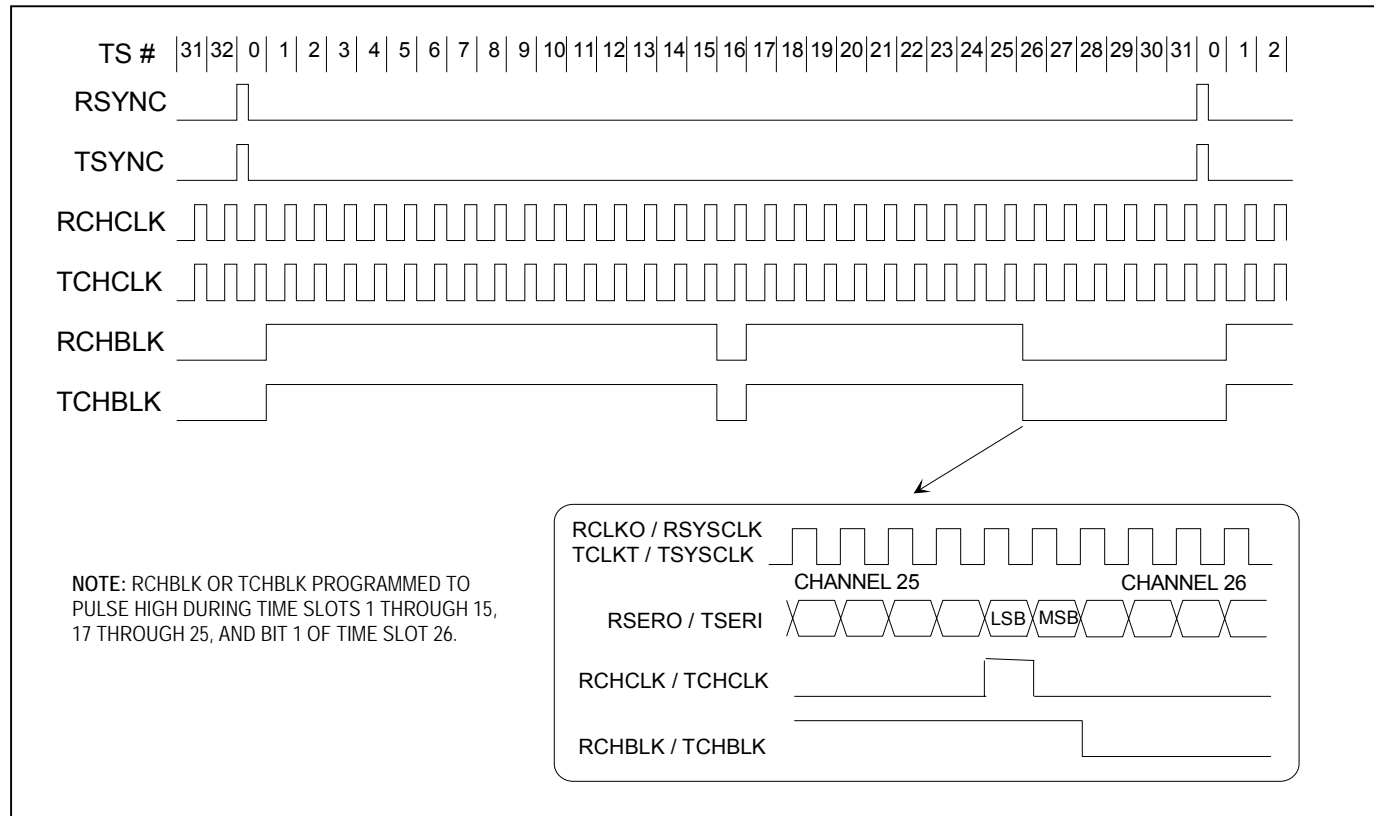 TS # 31 32 0 1 2 3 4 5 6 7 8 9 10 11 12 13 14 15 16 17 18 19 20 21 22 23 24 25 26 27 28 29 30 31 0 1 2
RSYNC
TSYNC
RCHCLK
TCHCLK
RCHBLK
TCHBLK
NOTE: RCHBLK OR TCHBLK PROGRAMMED TO
PULSE HIGH DURING TIME SLOTS 1 THROUGH 15,
17 THROUGH 25, AND BIT 1 OF TIME SLOT 26.
RCLKO / RSYSCLK
TCLKT / TSYSCLK
CHANNEL 25 CHANNEL 26
RSERO / TSERI LSB MSB
RCHCLK / TCHCLK
RCHBLK / TCHBLK